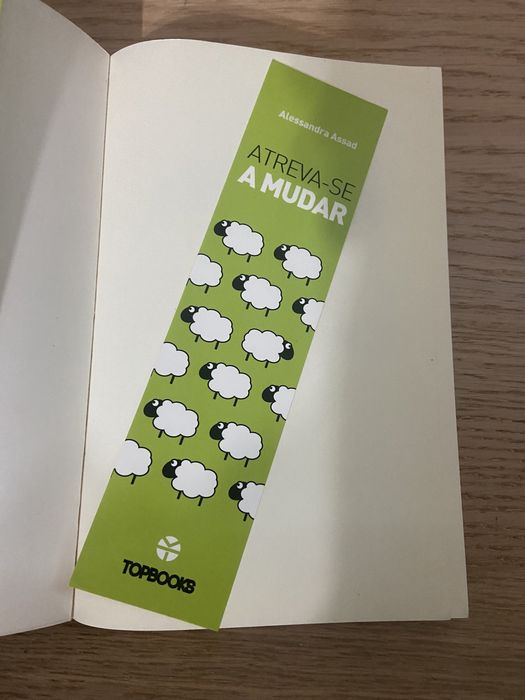 Alessandra Assad
ATREVA-SE
A MUDAR
TOPBOOKS